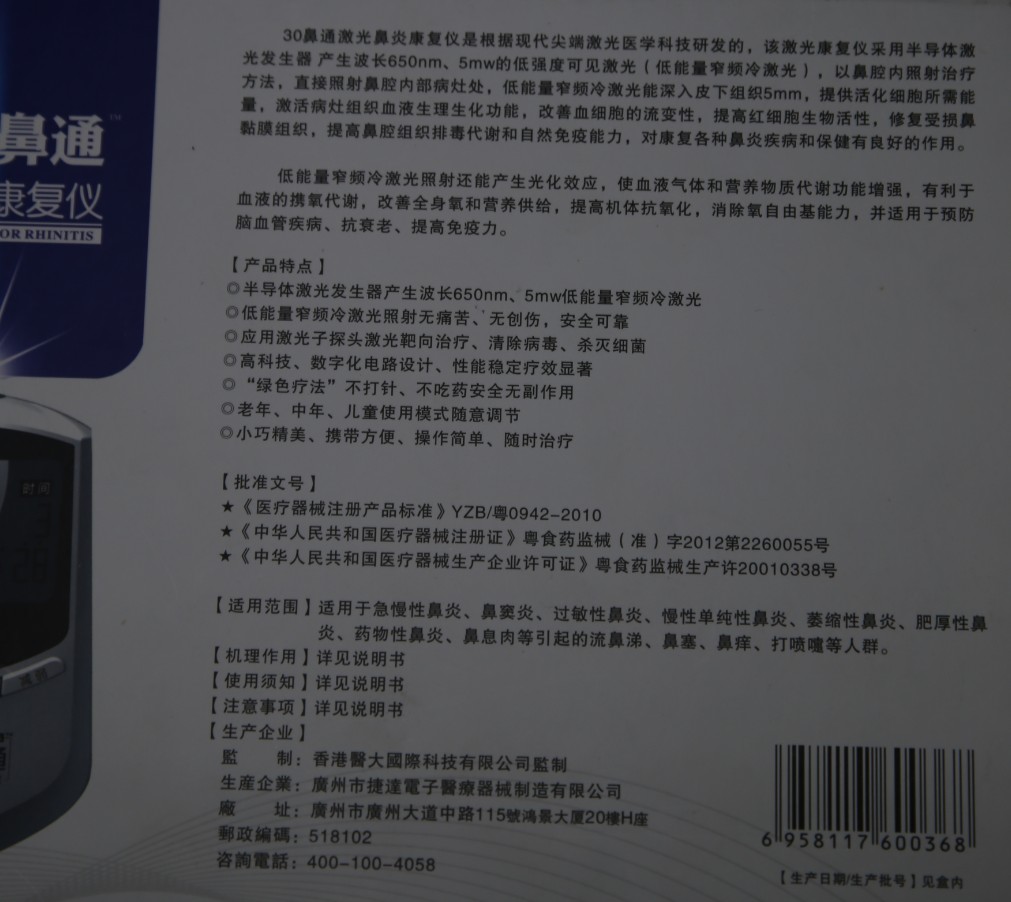 鼻通™
康复仪
OR RHINITIS
时间
30鼻通激光鼻炎康复仪是根据现代尖端激光医学科技研发的，该激光康复仪采用半导体激
光发生器 产生波长650nm、5mw的低强度可见激光（低能量窄频冷激光），以鼻腔内照射治疗
方法，直接照射鼻腔内部病灶处，低能量窄频冷激光能深入皮下组织5mm，提供活化细胞所需能
量，激活病灶组织血液生理生化功能，改善血细胞的流变性，提高红细胞生物活性，修复受损鼻
黏膜组织，提高鼻腔组织排毒代谢和自然免疫能力，对康复各种鼻炎疾病和保健有良好的作用。
低能量窄频冷激光照射还能产生光化效应，使血液气体和营养物质代谢功能增强，有利于
血液的携氧代谢，改善全身氧和营养供给，提高机体抗氧化，消除氧自由基能力，并适用于预防
脑血管疾病、抗衰老、提高免疫力。
【产品特点】
◎半导体激光发生器产生波长650nm、5mw低能量窄频冷激光
◎低能量窄频冷激光照射无痛苦、无创伤，安全可靠
◎应用激光子探头激光靶向治疗、清除病毒、杀灭细菌
◎高科技、数字化电路设计、性能稳定疗效显著
◎“绿色疗法”不打针、不吃药安全无副作用
◎老年、中年、儿童使用模式随意调节
◎小巧精美、携带方便、操作简单、随时治疗
【批准文号】
★《医疗器械注册产品标准》YZB/粤0942-2010
★《中华人民共和国医疗器械注册证》粤食药监械（准）字2012第2260055号
★《中华人民共和国医疗器械生产企业许可证》粤食药监械生产许20010338号
【适用范围】适用于急慢性鼻炎、鼻窦炎、过敏性鼻炎、慢性单纯性鼻炎、萎缩性鼻炎、肥厚性鼻
炎、药物性鼻炎、鼻息肉等引起的流鼻涕、鼻塞、鼻痒、打喷嚏等人群。
【机理作用】详见说明书
【使用须知】详见说明书
【注意事项】详见说明书
【生产企业】
監 制：香港醫大國際科技有限公司監制
生産企業：廣州市捷達電子醫療器械制造有限公司
廠 址：廣州市廣州大道中路115號鴻景大厦20樓H座
郵政編碼：518102
咨詢電話：400-100-4058
6 958117 600368
【生产日期/生产批号】见盒内